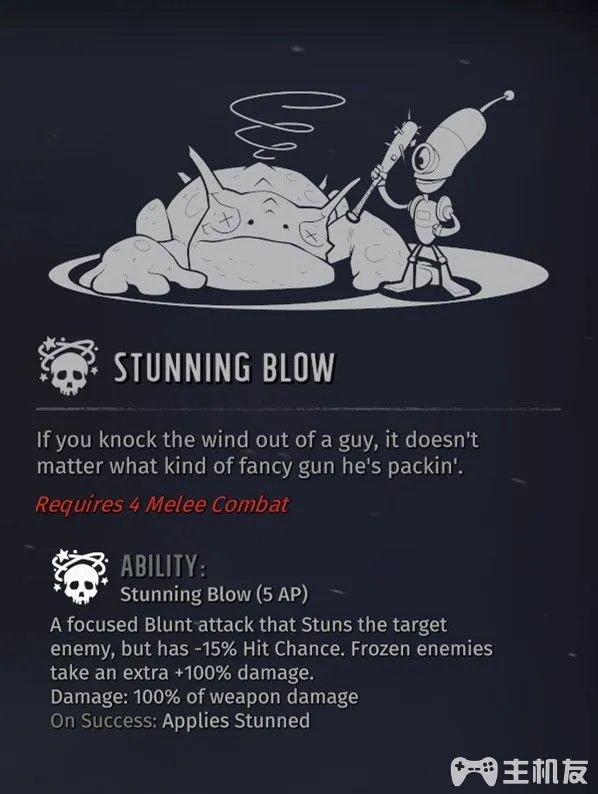 STUNNING BLOW
If you knock the wind out of a guy, it doesn't
matter what kind of fancy gun he's packin'.
Requires 4 Melee Combat
ABILITY:
Stunning Blow (5 AP)
A focused Blunt attack that Stuns the target
enemy, but has -15% Hit Chance. Frozen enemies
take an extra +100% damage.
Damage: 100% of weapon damage
On Success: Applies Stunned
主机友